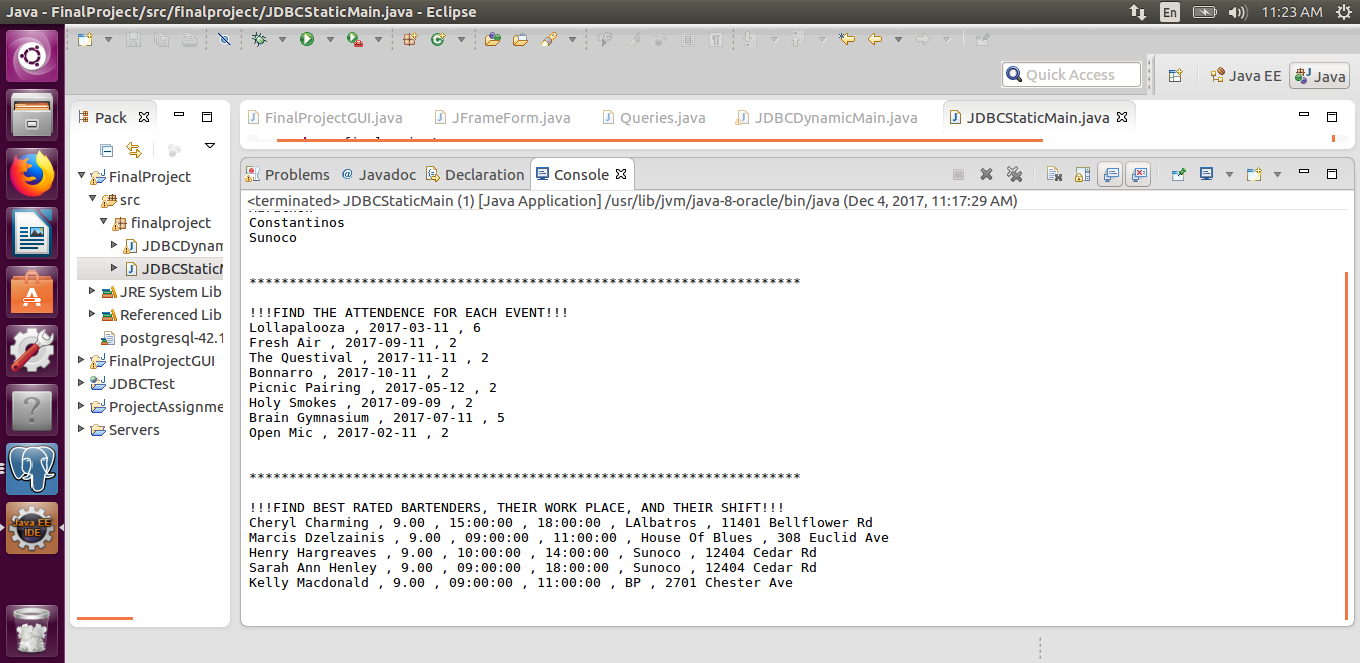 Java - FinalProject/src/finalproject/JDBCStaticMain.java - Eclipse
En
11:23 AM
Quick Access
Java EE
Java
Pack
FinalProjectGUI.java
JFrameForm.java
Queries.java
JDBCDynamicMain.java
JDBCStaticMain.java
FinalProject
src
finalproject
JDBCDynam
JDBCStaticM
JRE System Lib
Referenced Lib
postgresql-42.1
FinalProjectGUI
JDBCTest
ProjectAssignme
Servers
Java EE
IDE
Problems
@ Javadoc
Declaration
Console
<terminated> JDBCStaticMain (1) [Java Application] /usr/lib/jvm/java-8-oracle/bin/java (Dec 4, 2017, 11:17:29 AM)
Constantinos
Sunoco
*********************************************************************
!!!FIND THE ATTENDENCE FOR EACH EVENT!!!
Lollapalooza , 2017-03-11 , 6
Fresh Air , 2017-09-11 , 2
The Questival , 2017-11-11 , 2
Bonnarro , 2017-10-11 , 2
Picnic Pairing , 2017-05-12 , 2
Holy Smokes , 2017-09-09 , 2
Brain Gymnasium , 2017-07-11 , 5
Open Mic , 2017-02-11 , 2
*********************************************************************
!!!FIND BEST RATED BARTENDERS, THEIR WORK PLACE, AND THEIR SHIFT!!!
Cheryl Charming , 9.00 , 15:00:00 , 18:00:00 , LAlbatros , 11401 Bellflower Rd
Marcis Dzelzainis , 9.00 , 09:00:00 , 11:00:00 , House Of Blues , 308 Euclid Ave
Henry Hargreaves , 9.00 , 10:00:00 , 14:00:00 , Sunoco , 12404 Cedar Rd
Sarah Ann Henley , 9.00 , 09:00:00 , 18:00:00 , Sunoco , 12404 Cedar Rd
Kelly Macdonald , 9.00 , 09:00:00 , 11:00:00 , BP , 2701 Chester Ave